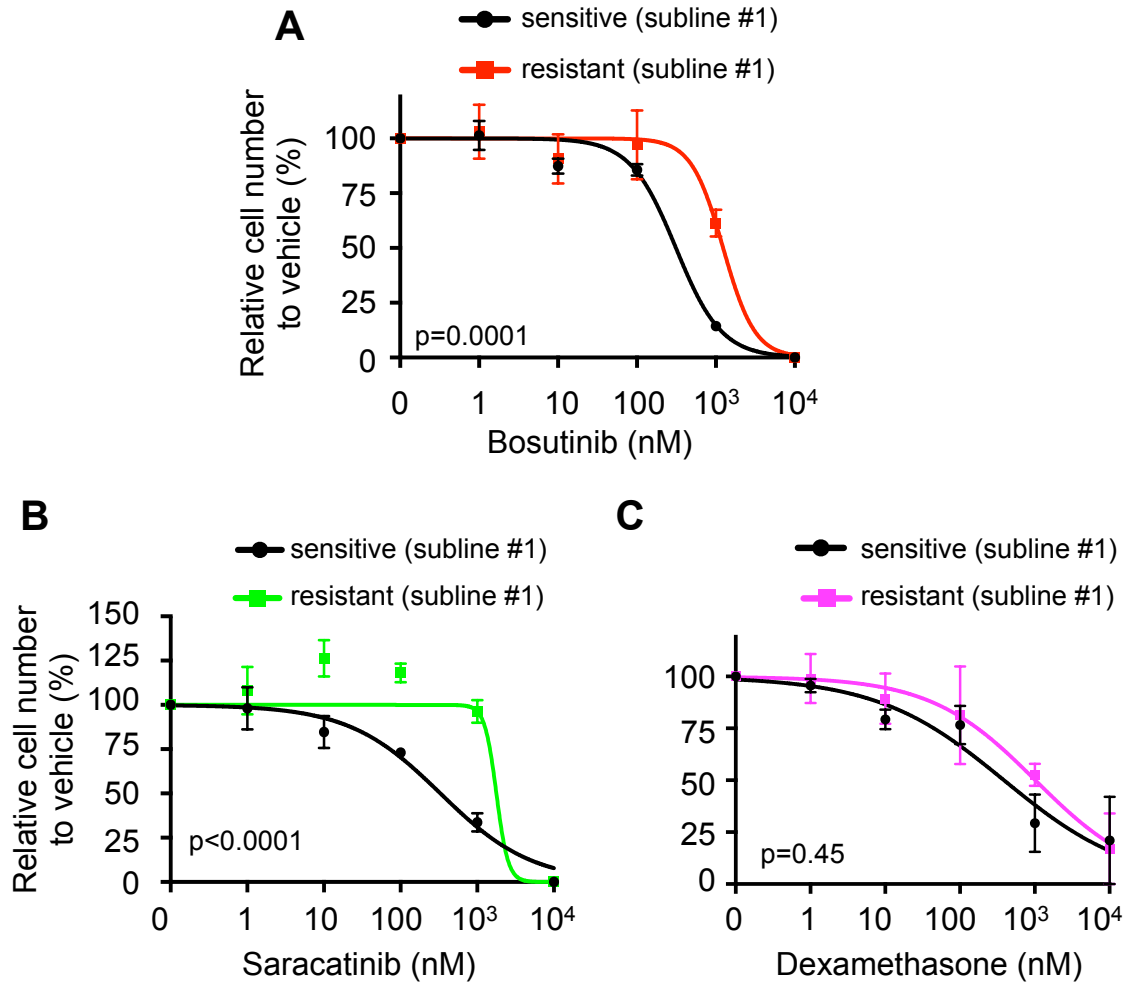 A
sensitive (subline #1)
resistant (subline #1)
Relative cell number
to vehicle (%)
100
75
50
25
0
p=0.0001
0 1 10 100 10³ 10⁴
Bosutinib (nM)
B
sensitive (subline #1)
resistant (subline #1)
Relative cell number
to vehicle (%)
150
125
100
75
50
25
0
p<0.0001
0 1 10 100 10³ 10⁴
Saracatinib (nM)
C
sensitive (subline #1)
resistant (subline #1)
100
75
50
25
0
p=0.45
0 1 10 100 10³ 10⁴
Dexamethasone (nM)